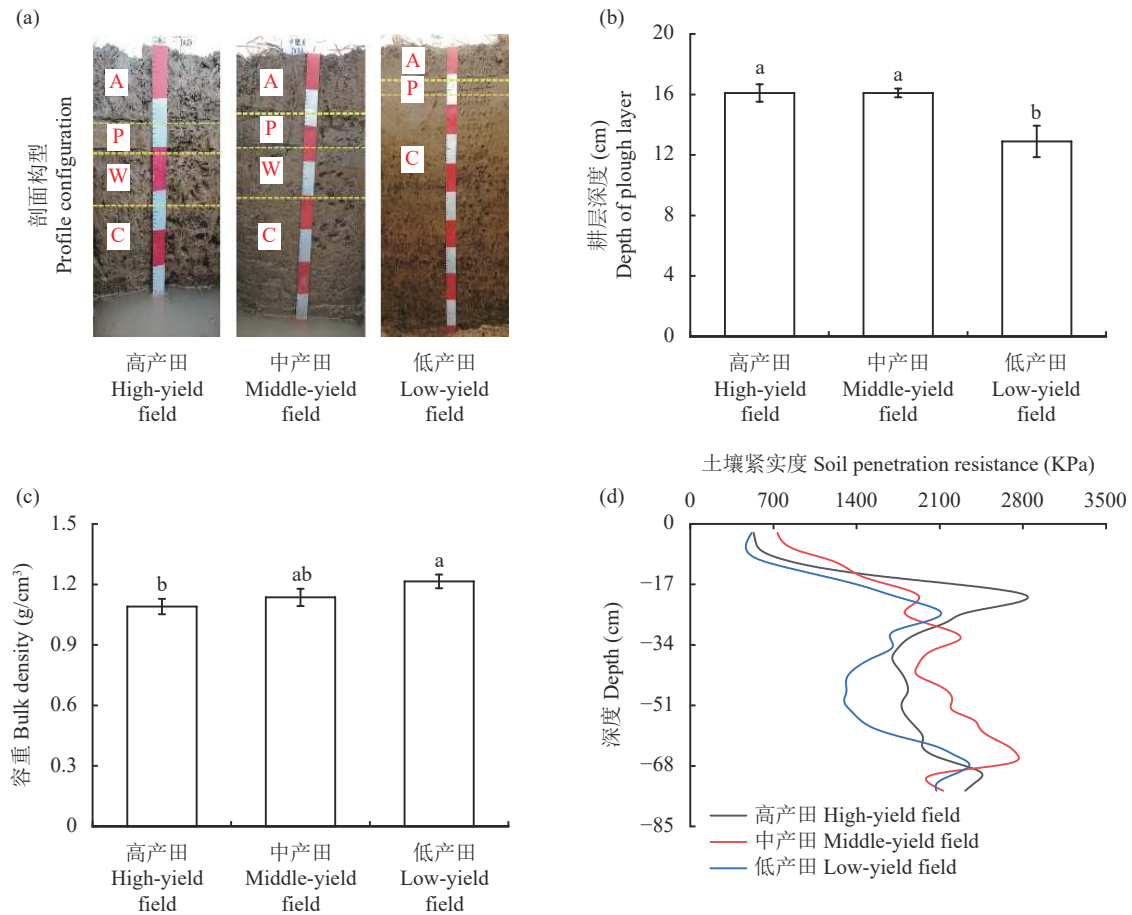 (a)
剖面构型
Profile configuration
A
P
W
C
A
P
W
C
A
P
C
高产田
High-yield
field
中产田
Middle-yield
field
低产田
Low-yield
field
(b)
耕层深度 (cm)
Depth of plough layer
20
16
12
8
4
0
a
a
b
高产田
High-yield
field
中产田
Middle-yield
field
低产田
Low-yield
field
(c)
容重 Bulk density (g/cm³)
1.5
1.2
0.9
0.6
0.3
0
b
ab
a
高产田
High-yield
field
中产田
Middle-yield
field
低产田
Low-yield
field
土壤紧实度 Soil penetration resistance (KPa)
(d)
0 700 1400 2100 2800 3500
深度 Depth (cm)
0
−17
−34
−51
−68
−85
高产田 High-yield field
中产田 Middle-yield field
低产田 Low-yield field